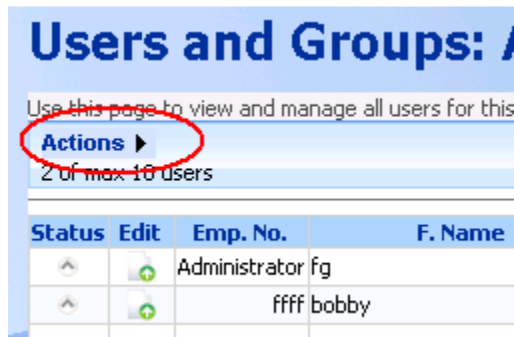 Users and Groups: A
Use this page to view and manage all users for this
Actions
2 of max 10 users
Status Edit Emp. No. F. Name
Administrator fg
ffff bobby